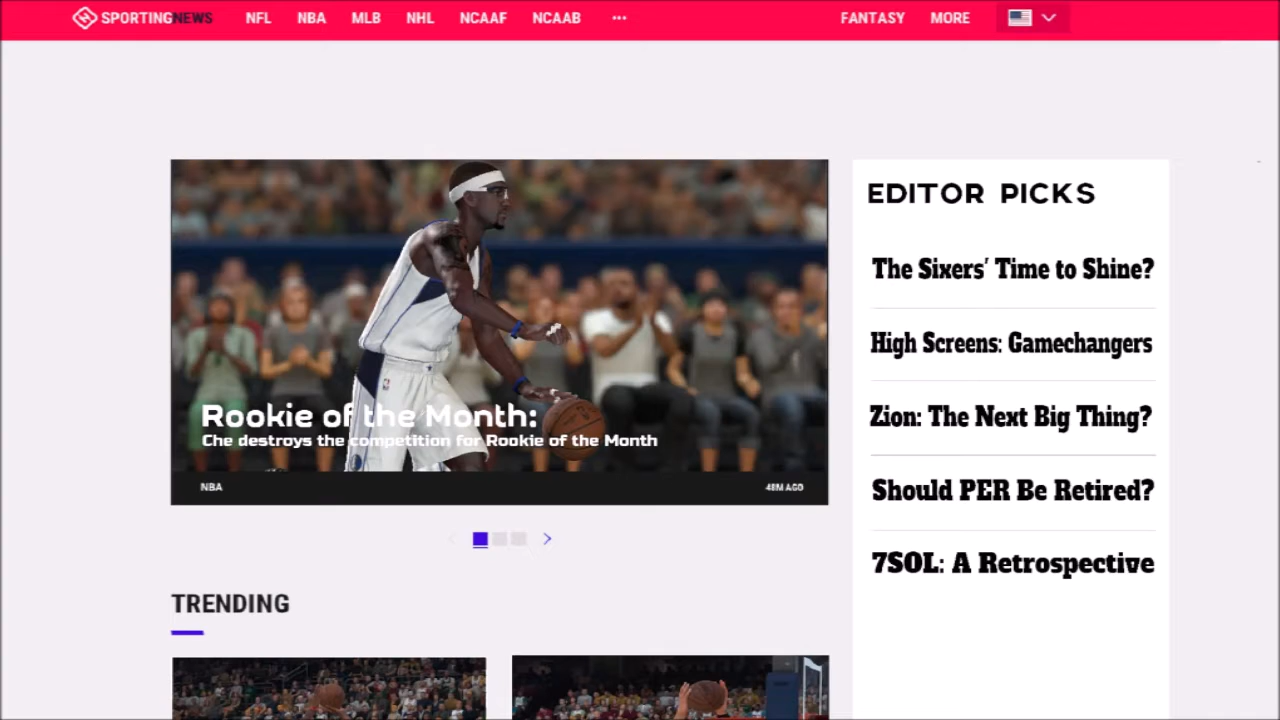 SPORTINGNEWS NFL NBA MLB NHL NCAAF NCAAB ••• FANTASY MORE
EDITOR PICKS
The Sixers' Time to Shine?
High Screens: Gamechangers
Zion: The Next Big Thing?
Should PER Be Retired?
7SOL: A Retrospective
Rookie of the Month:
Che destroys the competition for Rookie of the Month
NBA 48M AGO
TRENDING